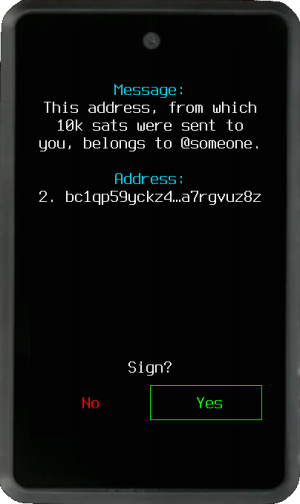 Message:
This address, from which
10k sats were sent to
you, belongs to @someone.
Address:
2. bc1qp59yckz4…a7rgvuz8z
Sign?
No
Yes